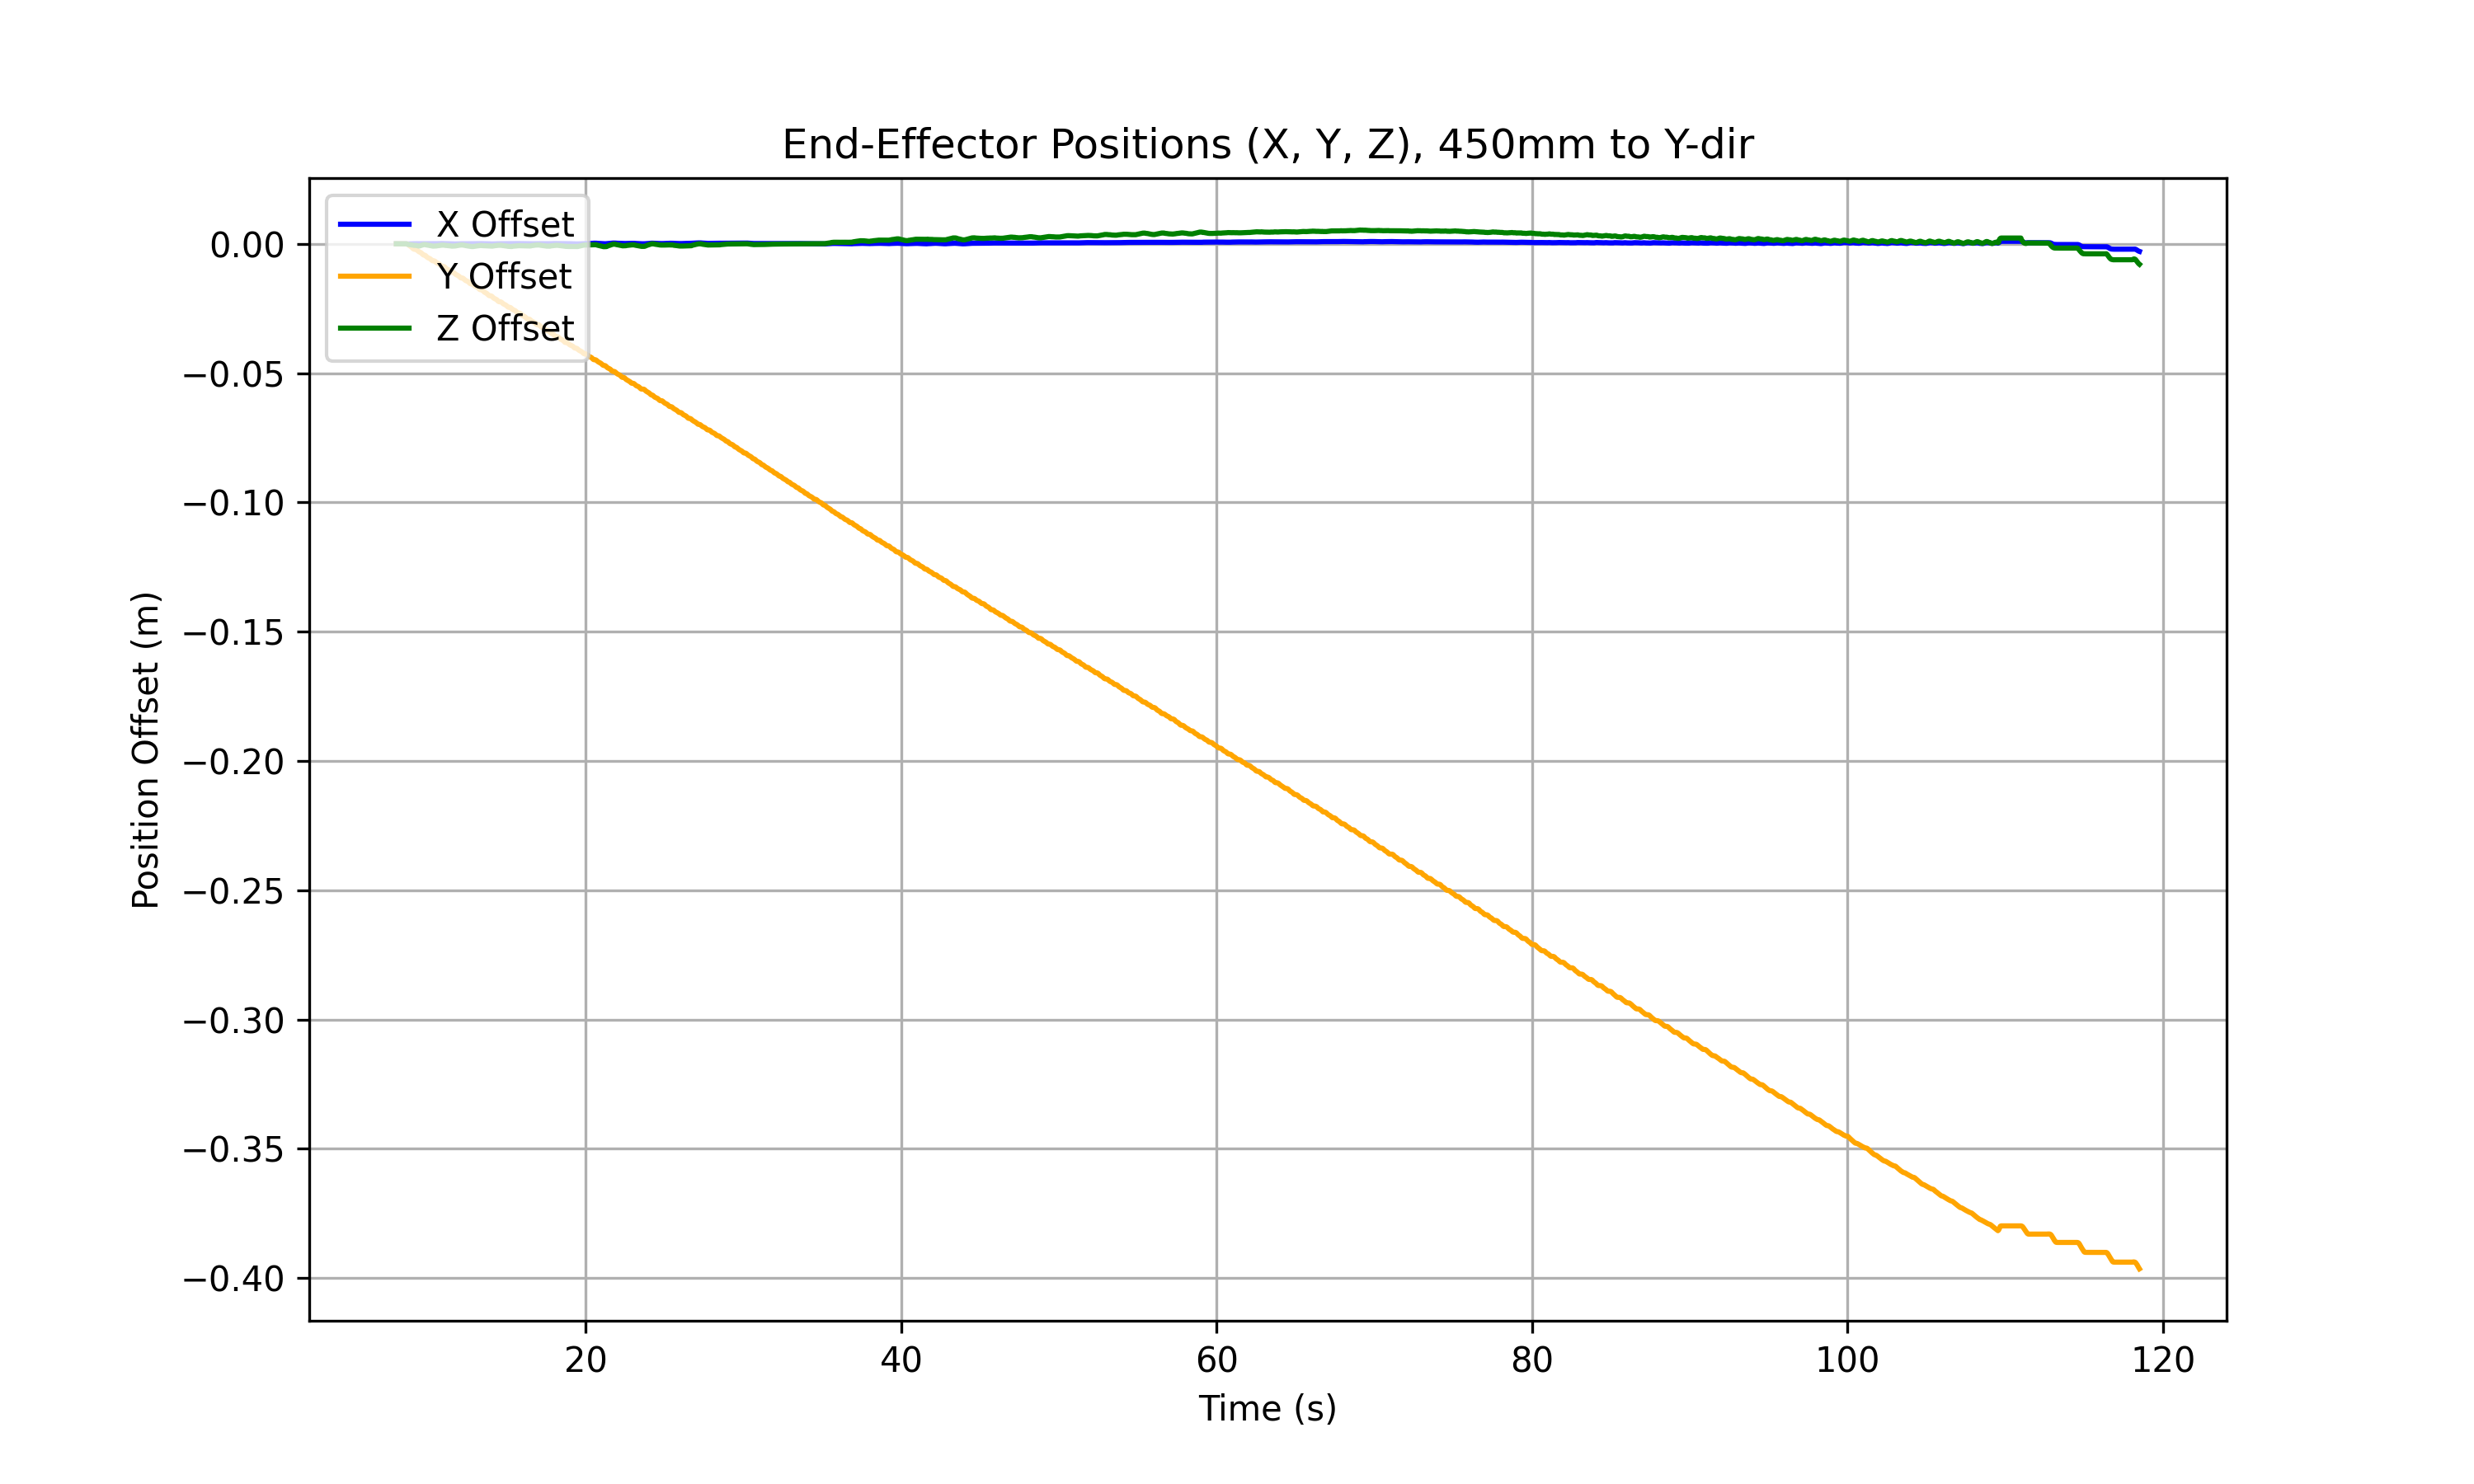 End-Effector Positions (X, Y, Z), 450mm to Y-dir
X Offset
Y Offset
Z Offset
0.00
−0.05
−0.10
−0.15
−0.20
−0.25
−0.30
−0.35
−0.40
Position Offset (m)
20 40 60 80 100 120
Time (s)